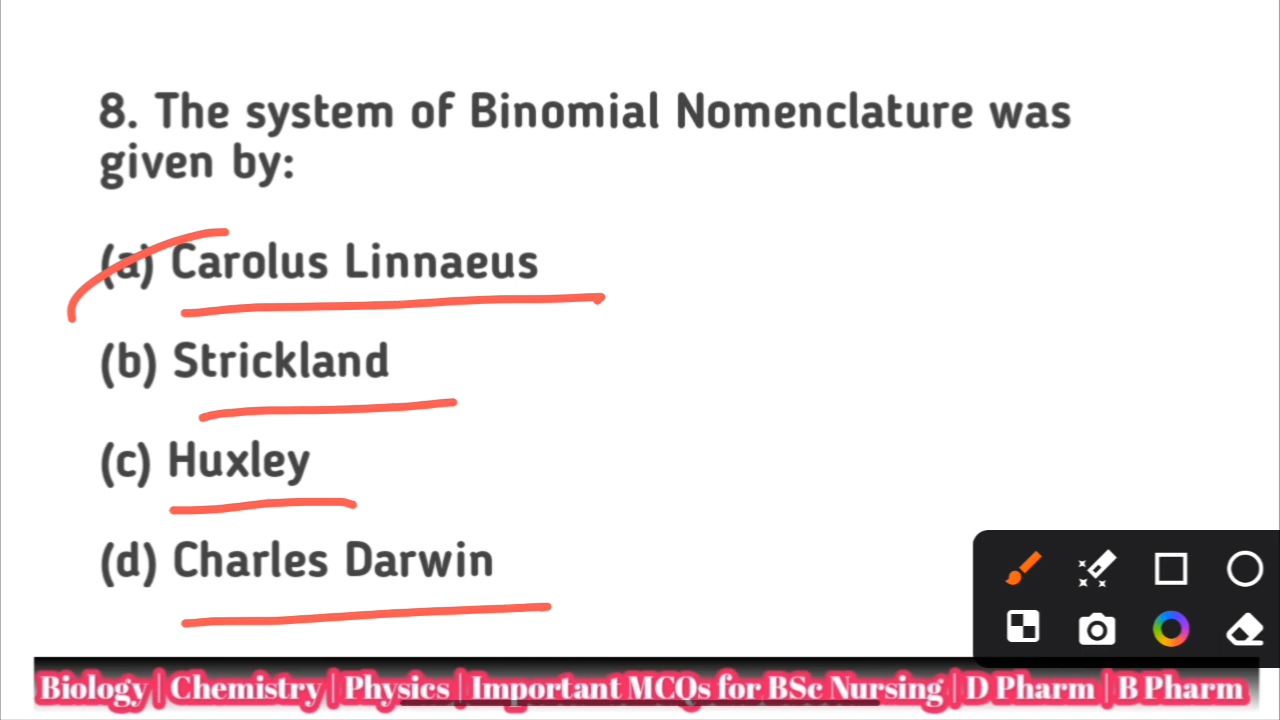 8. The system of Binomial Nomenclature was
given by:
(a) Carolus Linnaeus
(b) Strickland
(c) Huxley
(d) Charles Darwin
Biology | Chemistry | Physics | Important MCQs for BSc Nursing | D Pharm | B Pharm